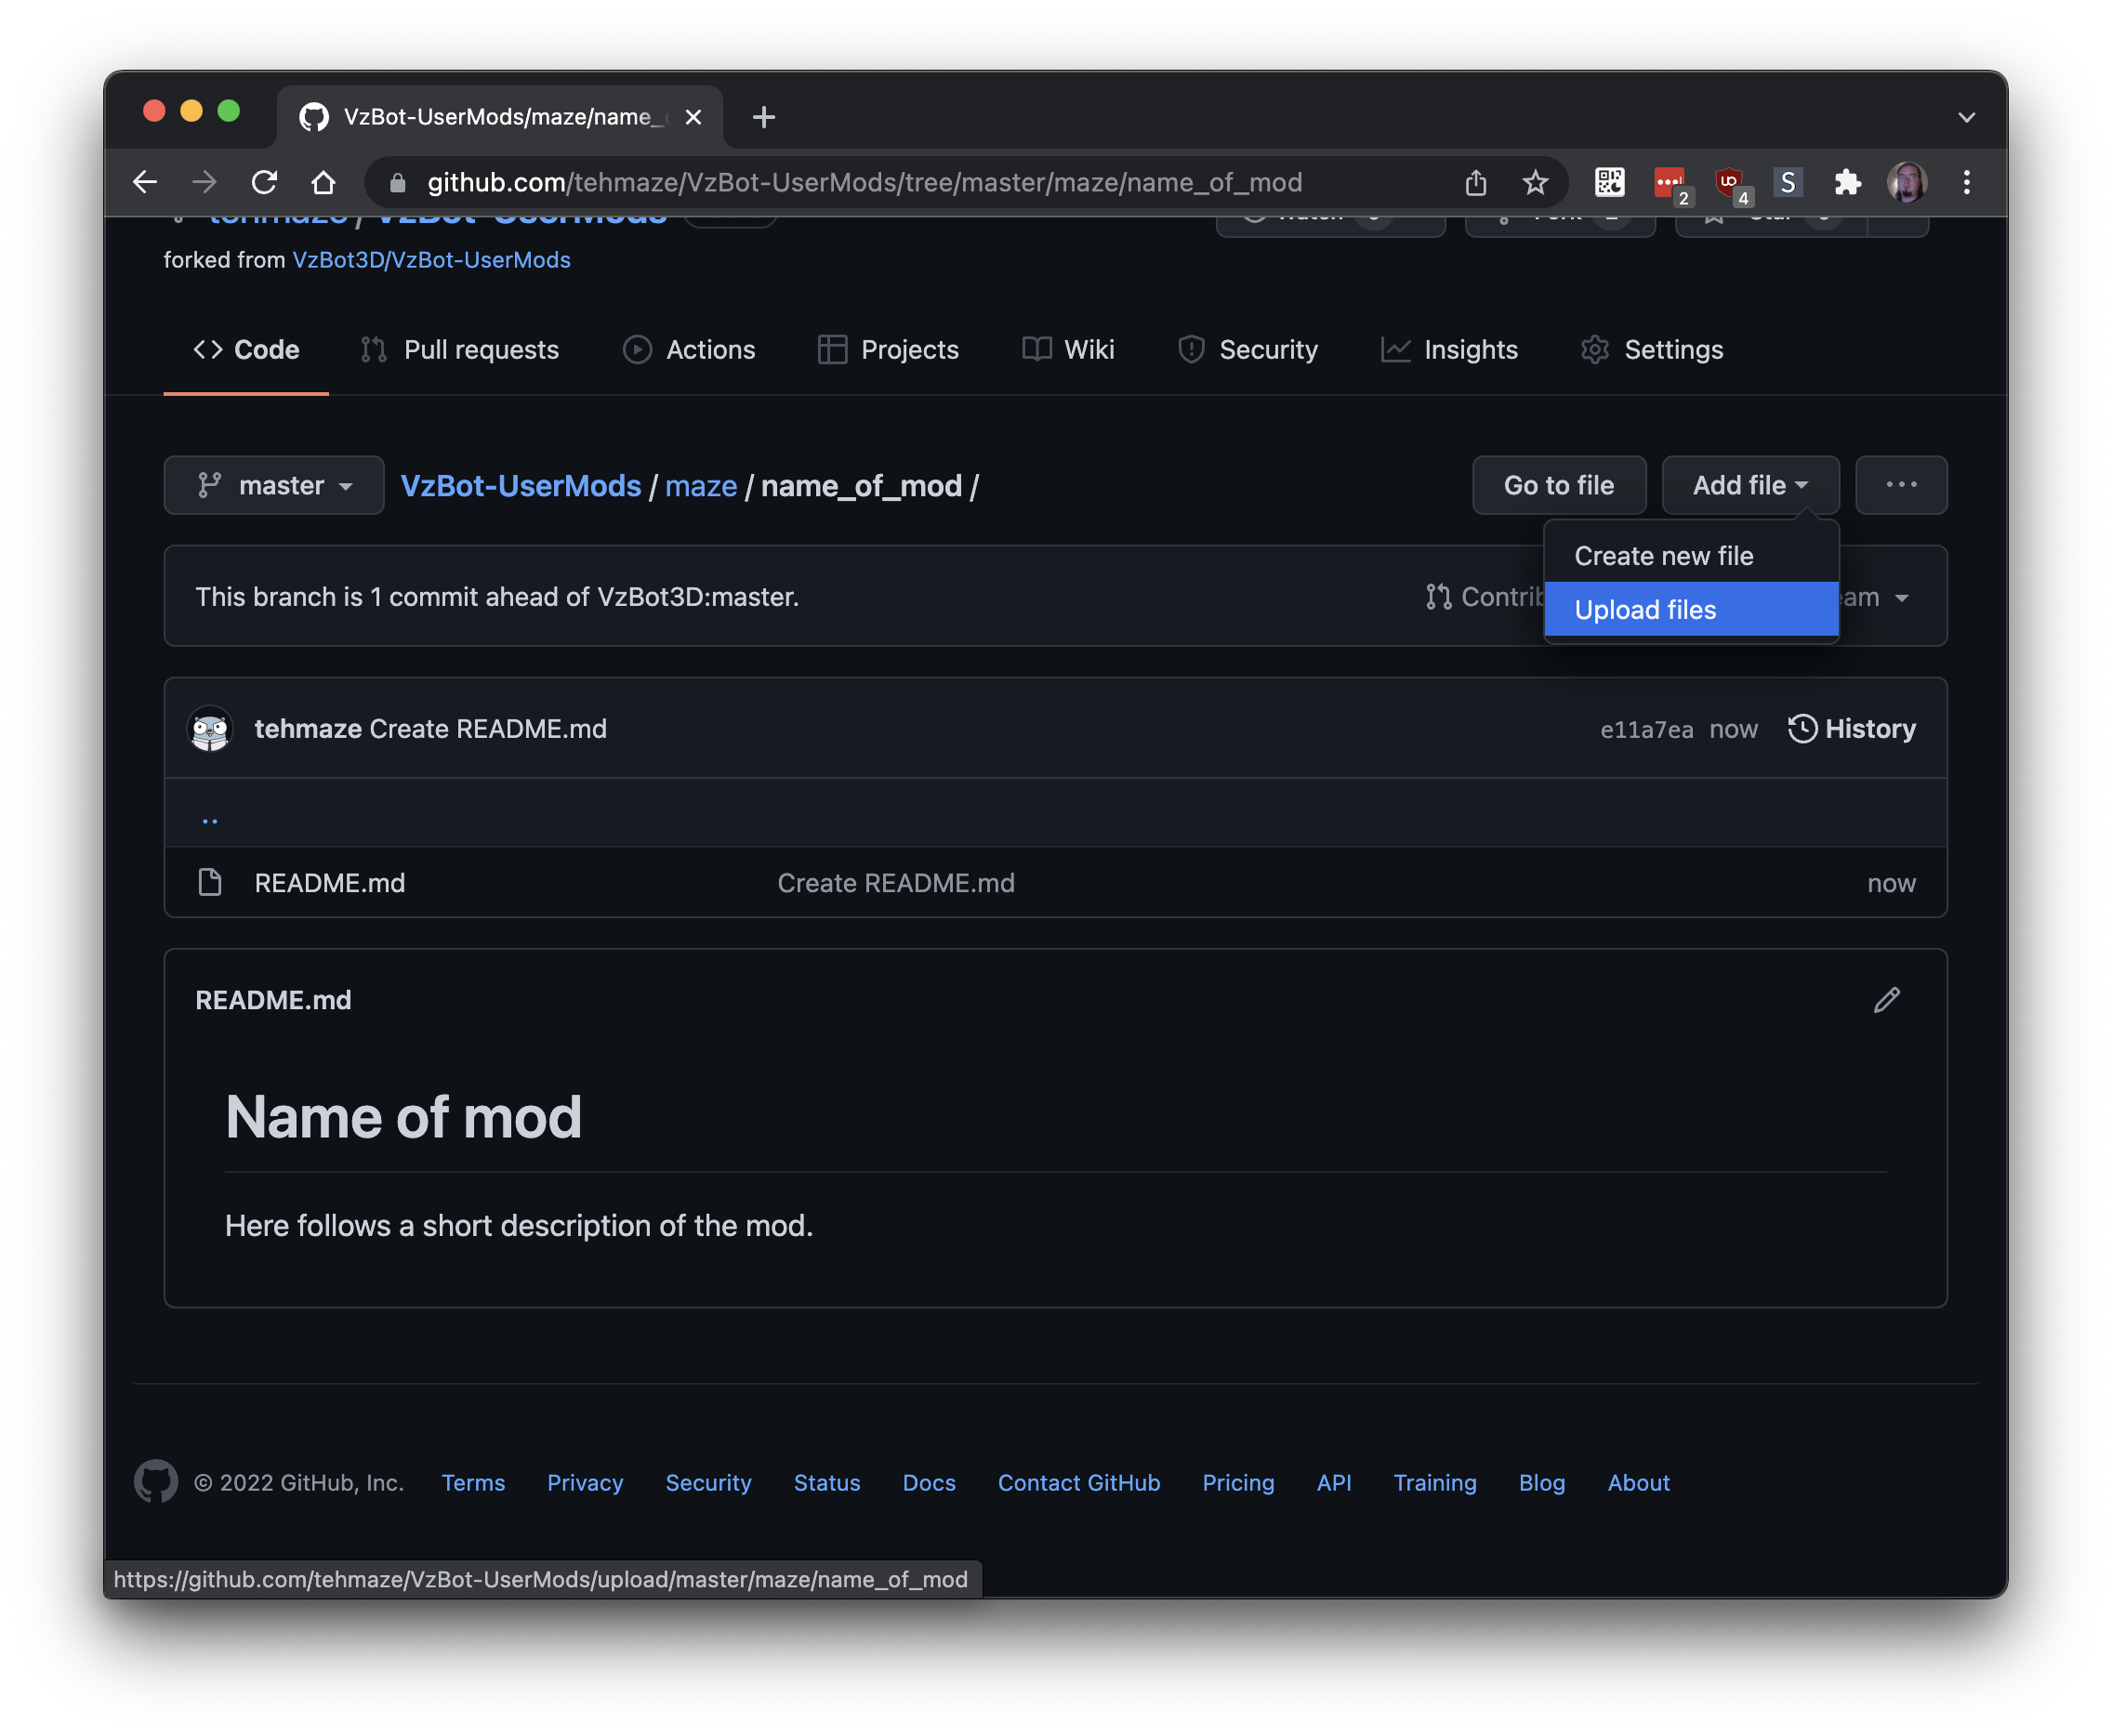 VzBot-UserMods/maze/name_
github.com/tehmaze/VzBot-UserMods/tree/master/maze/name_of_mod
2
UD
4
S
tehmaze / VzBot-UserMods
forked from VzBot3D/VzBot-UserMods
Code
Pull requests
Actions
Projects
Wiki
Security
Insights
Settings
master
VzBot-UserMods / maze / name_of_mod /
Go to file
Add file
···
Create new file
This branch is 1 commit ahead of VzBot3D:master.
Contrib
Upload files
eam
tehmaze Create README.md
e11a7ea now
History
..
README.md
Create README.md
now
README.md
Name of mod
Here follows a short description of the mod.
© 2022 GitHub, Inc.
Terms
Privacy
Security
Status
Docs
Contact GitHub
Pricing
API
Training
Blog
About
https://github.com/tehmaze/VzBot-UserMods/upload/master/maze/name_of_mod